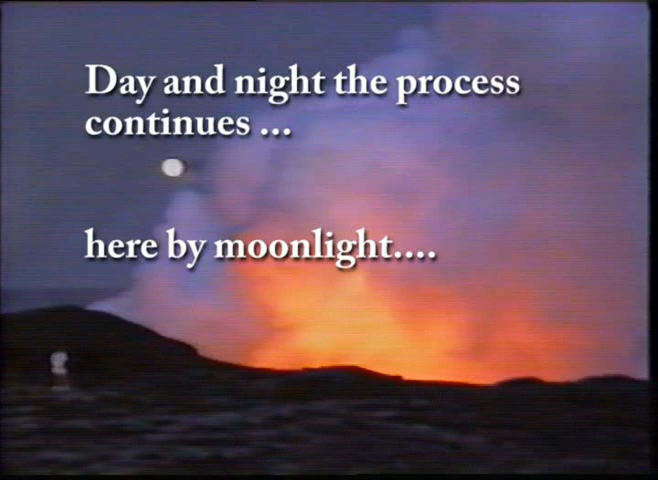 Day and night the process
continues ...
here by moonlight....